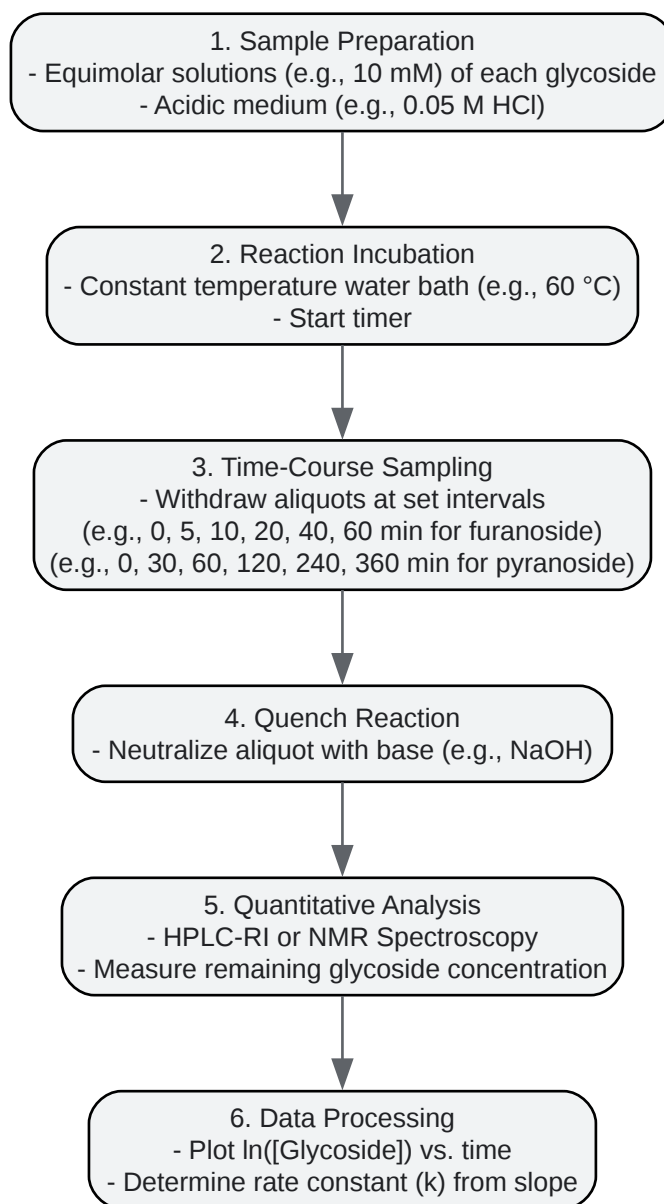 1. Sample Preparation
- Equimolar solutions (e.g., 10 mM) of each glycoside
- Acidic medium (e.g., 0.05 M HCl)
2. Reaction Incubation
- Constant temperature water bath (e.g., 60 °C)
- Start timer
3. Time-Course Sampling
- Withdraw aliquots at set intervals
(e.g., 0, 5, 10, 20, 40, 60 min for furanoside)
(e.g., 0, 30, 60, 120, 240, 360 min for pyranoside)
4. Quench Reaction
- Neutralize aliquot with base (e.g., NaOH)
5. Quantitative Analysis
- HPLC-RI or NMR Spectroscopy
- Measure remaining glycoside concentration
6. Data Processing
- Plot ln([Glycoside]) vs. time
- Determine rate constant (k) from slope